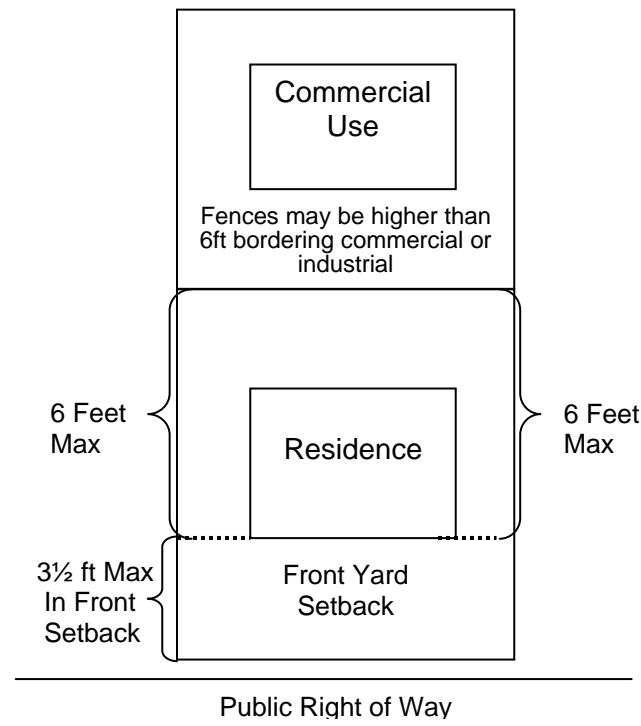 Commercial
Use
Fences may be higher than
6ft bordering commercial or
industrial
6 Feet
Max
Residence
6 Feet
Max
3½ ft Max
In Front
Setback
Front Yard
Setback
Public Right of Way